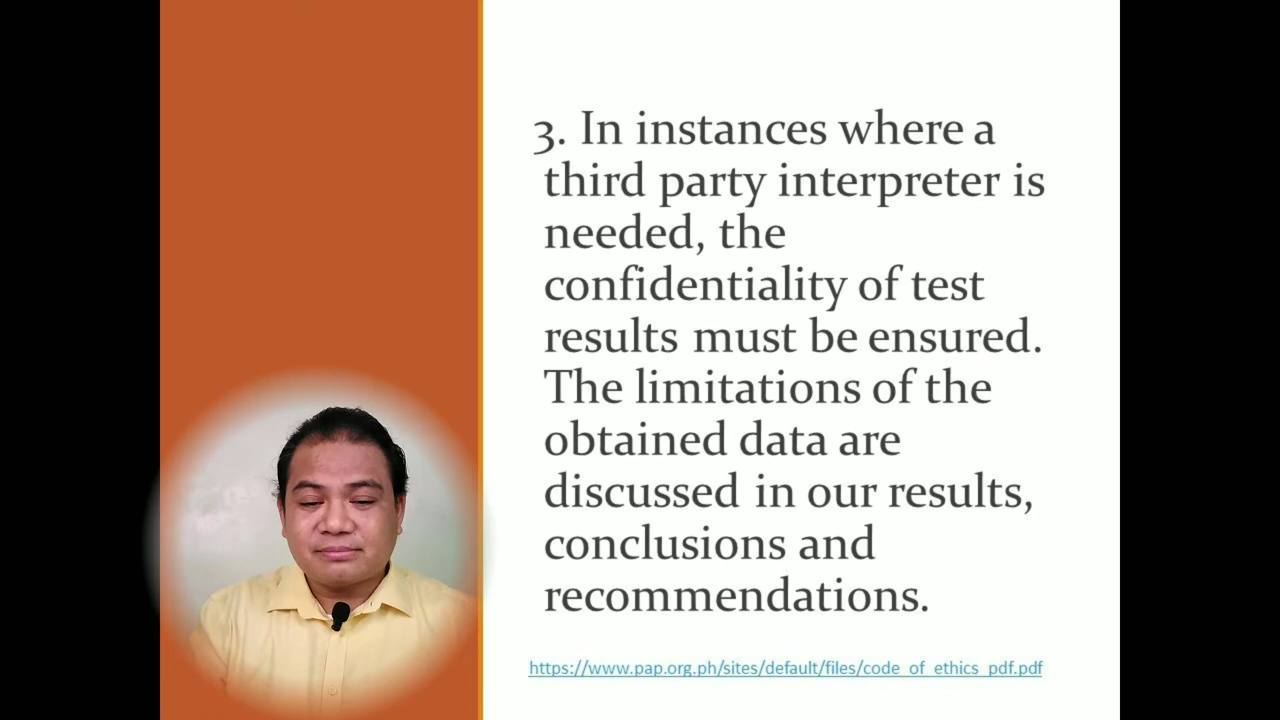 3. In instances where a
third party interpreter is
needed, the
confidentiality of test
results must be ensured.
The limitations of the
obtained data are
discussed in our results,
conclusions and
recommendations.
https://www.pap.org.ph/sites/default/files/code_of_ethics_pdf.pdf